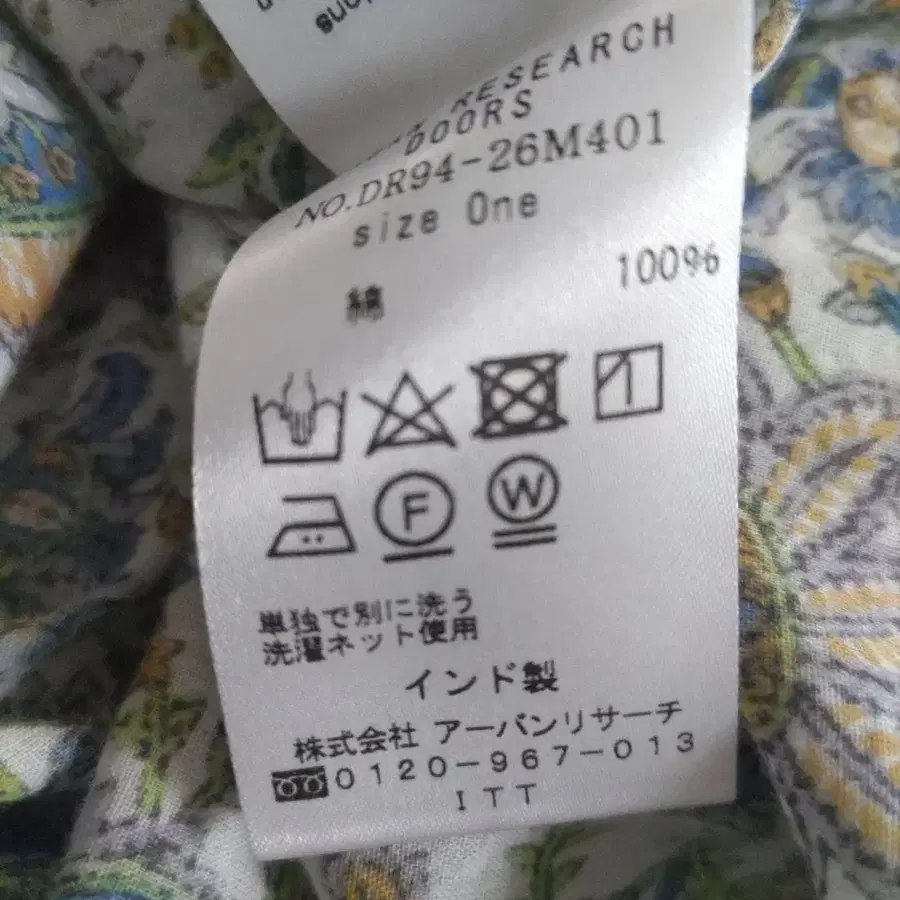 RESEARCH
DOORS
NO.DR94-26M401
size One
綿 100%
F W
単独で別に洗う
洗濯ネット使用
インド製
株式会社 アーバンリサーチ
0120-967-013
ITT